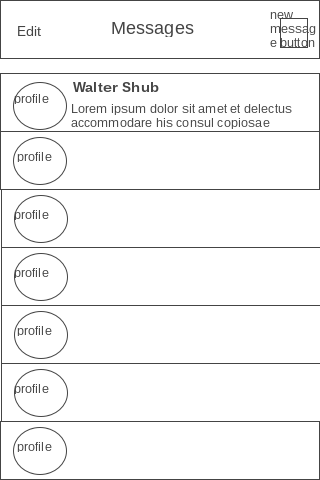 Edit
Messages
new
messag
e button
profile
Walter Shub
Lorem ipsum dolor sit amet et delectus
accommodare his consul copiosae
profile
profile
profile
profile
profile
profile